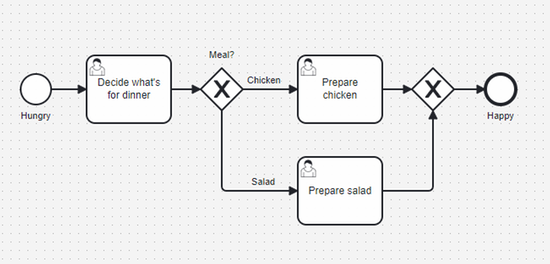 Meal?
Decide what's
for dinner
Chicken
Prepare
chicken
Hungry
Happy
Salad
Prepare salad